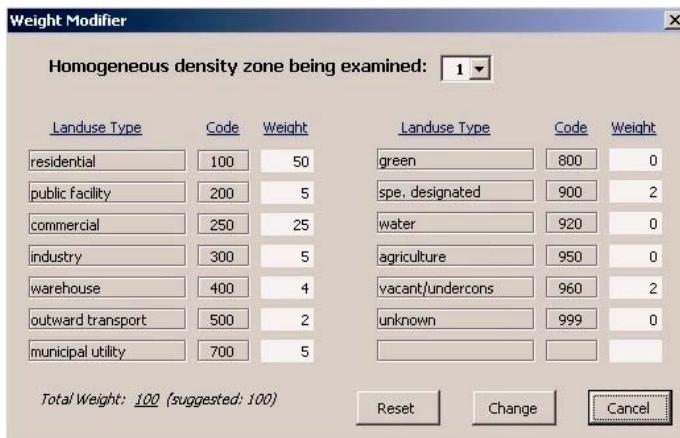 Weight Modifier
Homogeneous density zone being examined: 1
Landuse Type Code Weight Landuse Type Code Weight
residential 100 50 green 800 0
public facility 200 5 spe. designated 900 2
commercial 250 25 water 920 0
industry 300 5 agriculture 950 0
warehouse 400 4 vacant/undercons 960 2
outward transport 500 2 unknown 999 0
municipal utility 700 5
Total Weight: 100 (suggested: 100) Reset Change Cancel